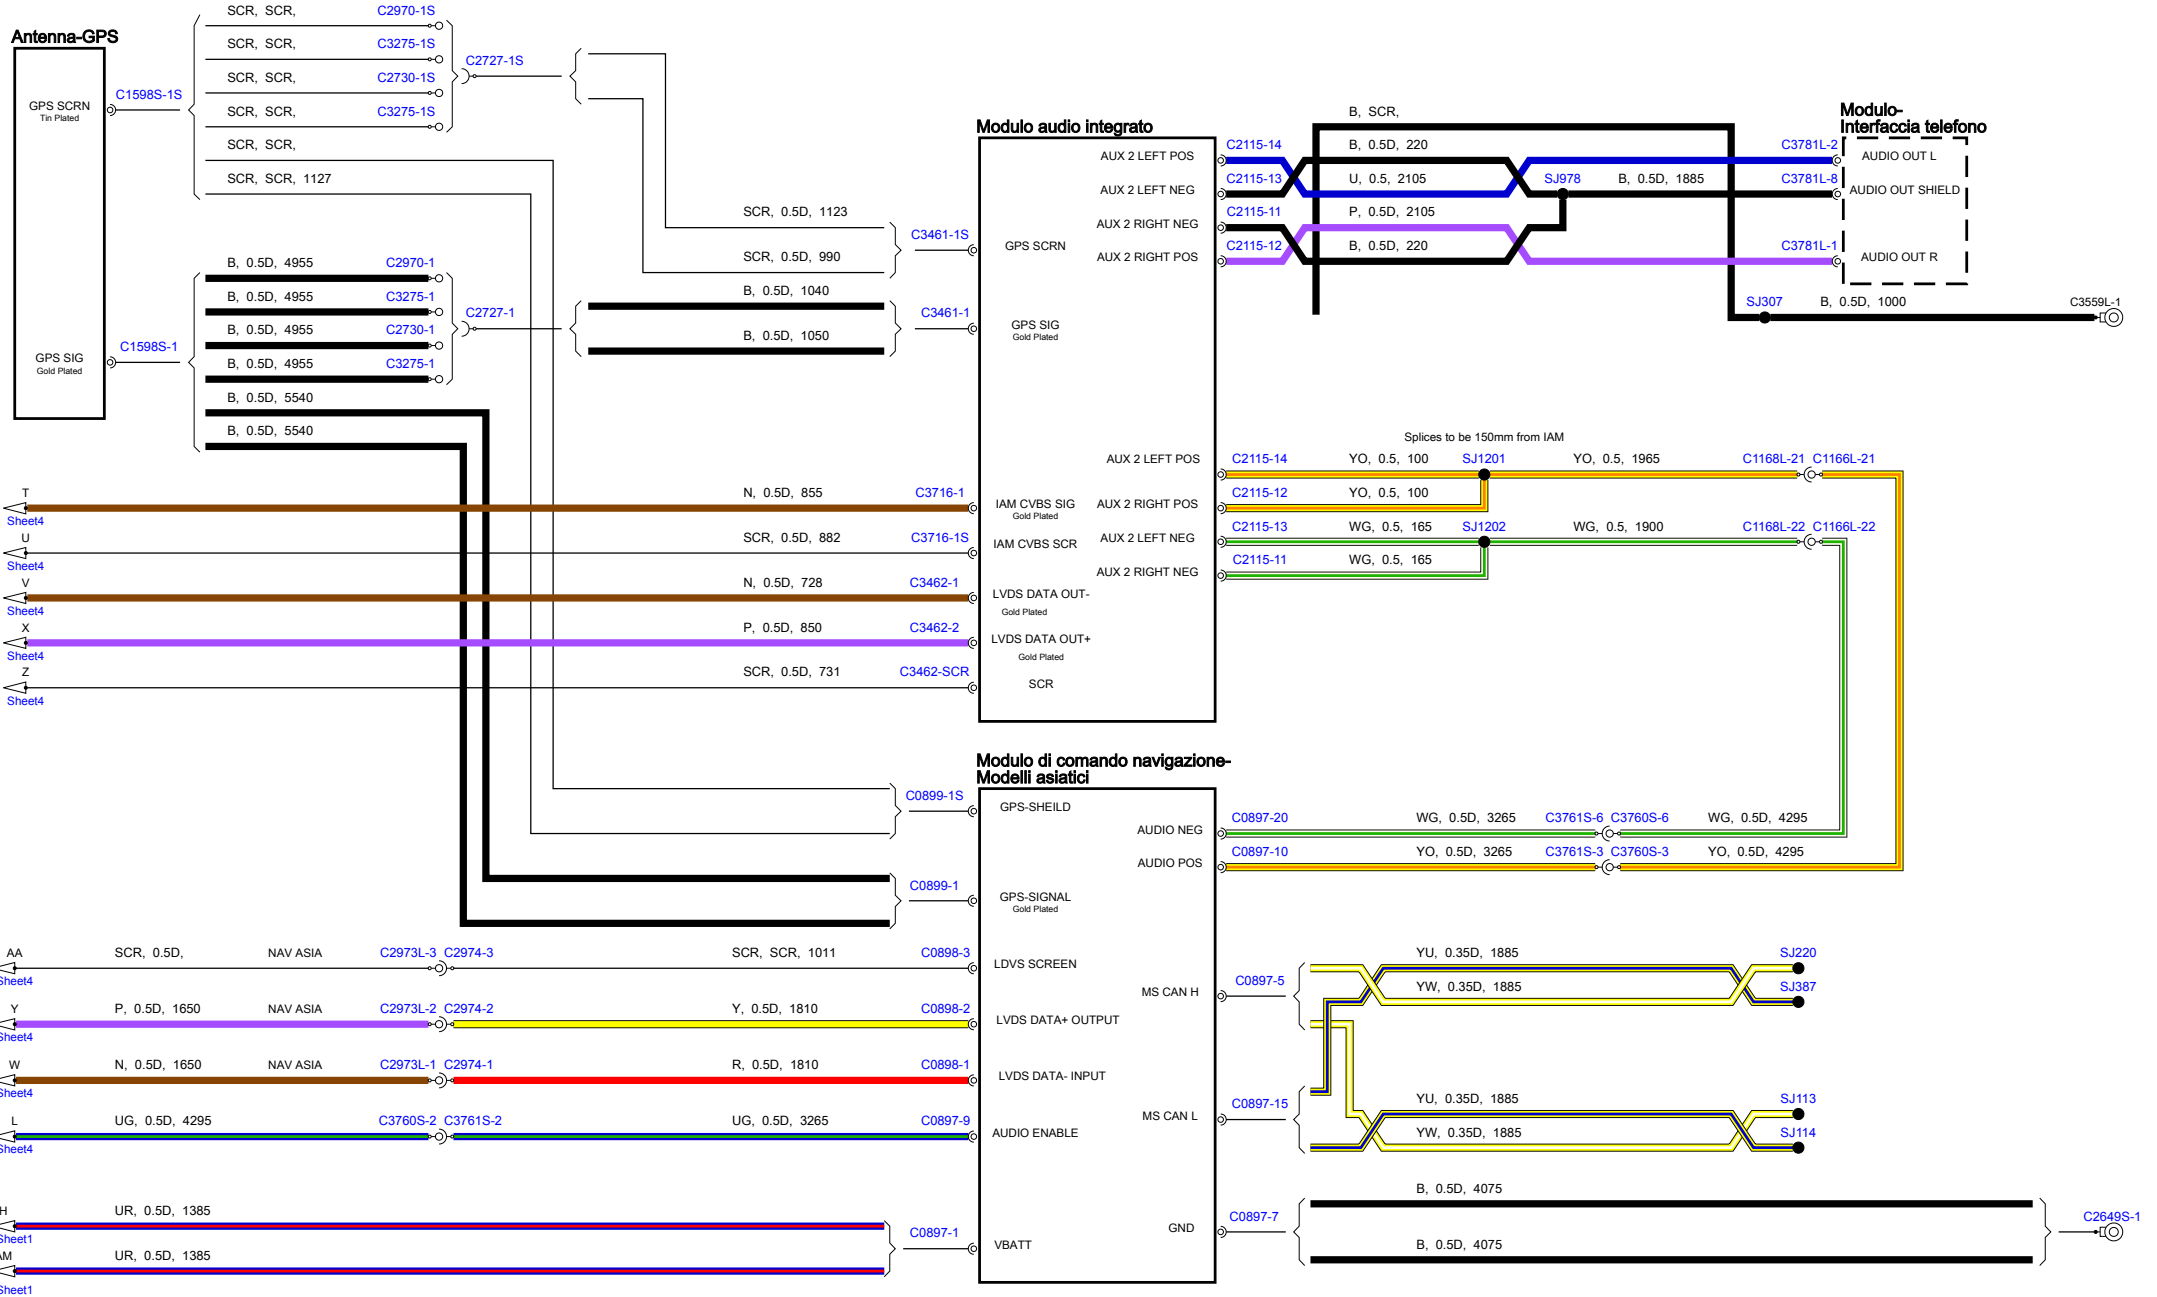 Antenna-GPS
GPS SCRN
Tin Plated
C1598S-1S
SCR, SCR,
C2970-1S
SCR, SCR,
C3275-1S
SCR, SCR,
C2730-1S
SCR, SCR,
C3275-1S
SCR, SCR,
SCR, SCR, 1127
C2727-1S
GPS SIG
Gold Plated
C1598S-1
B, 0.5D, 4955
C2970-1
B, 0.5D, 4955
C3275-1
B, 0.5D, 4955
C2730-1
B, 0.5D, 4955
C3275-1
B, 0.5D, 5540
B, 0.5D, 5540
C2727-1
SCR, 0.5D, 1123
SCR, 0.5D, 990
C3461-1S
B, 0.5D, 1040
B, 0.5D, 1050
C3461-1
Modulo audio integrato
GPS SCRN
GPS SIG
Gold Plated
AUX 2 LEFT POS
AUX 2 LEFT NEG
AUX 2 RIGHT NEG
AUX 2 RIGHT POS
C2115-14
C2115-13
C2115-11
C2115-12
B, SCR,
B, 0.5D, 220
U, 0.5, 2105
P, 0.5D, 2105
B, 0.5D, 220
SJ978
B, 0.5D, 1885
C3781L-2
C3781L-8
C3781L-1
Modulo-
Interfaccia telefono
AUDIO OUT L
AUDIO OUT SHIELD
AUDIO OUT R
SJ307
B, 0.5D, 1000
C3559L-1
Splices to be 150mm from IAM
AUX 2 LEFT POS
C2115-14
YO, 0.5, 100
SJ1201
YO, 0.5, 1965
C1168L-21
C1166L-21
AUX 2 RIGHT POS
C2115-12
YO, 0.5, 100
AUX 2 LEFT NEG
C2115-13
WG, 0.5, 165
SJ1202
WG, 0.5, 1900
C1168L-22
C1166L-22
AUX 2 RIGHT NEG
C2115-11
WG, 0.5, 165
T
Sheet4
N, 0.5D, 855
C3716-1
IAM CVBS SIG
Gold Plated
U
Sheet4
SCR, 0.5D, 882
C3716-1S
IAM CVBS SCR
V
Sheet4
N, 0.5D, 728
C3462-1
LVDS DATA OUT-
Gold Plated
X
Sheet4
P, 0.5D, 850
C3462-2
LVDS DATA OUT+
Gold Plated
Z
Sheet4
SCR, 0.5D, 731
C3462-SCR
SCR
Modulo di comando navigazione-
Modelli asiatici
C0899-1S
GPS-SHEILD
C0899-1
GPS-SIGNAL
Gold Plated
AUDIO NEG
C0897-20
WG, 0.5D, 3265
C3761S-6
C3760S-6
WG, 0.5D, 4295
AUDIO POS
C0897-10
YO, 0.5D, 3265
C3761S-3
C3760S-3
YO, 0.5D, 4295
AA
Sheet4
SCR, 0.5D,
NAV ASIA
C2973L-3
C2974-3
SCR, SCR, 1011
C0898-3
LDVS SCREEN
Y
Sheet4
P, 0.5D, 1650
NAV ASIA
C2973L-2
C2974-2
Y, 0.5D, 1810
C0898-2
LVDS DATA+ OUTPUT
W
Sheet4
N, 0.5D, 1650
NAV ASIA
C2973L-1
C2974-1
R, 0.5D, 1810
C0898-1
LVDS DATA- INPUT
L
Sheet4
UG, 0.5D, 4295
C3760S-2
C3761S-2
UG, 0.5D, 3265
C0897-9
AUDIO ENABLE
H
Sheet1
UR, 0.5D, 1385
AM
Sheet1
UR, 0.5D, 1385
C0897-1
VBATT
MS CAN H
C0897-5
YU, 0.35D, 1885
YW, 0.35D, 1885
SJ220
SJ387
MS CAN L
C0897-15
YU, 0.35D, 1885
YW, 0.35D, 1885
SJ113
SJ114
GND
C0897-7
B, 0.5D, 4075
B, 0.5D, 4075
C2649S-1